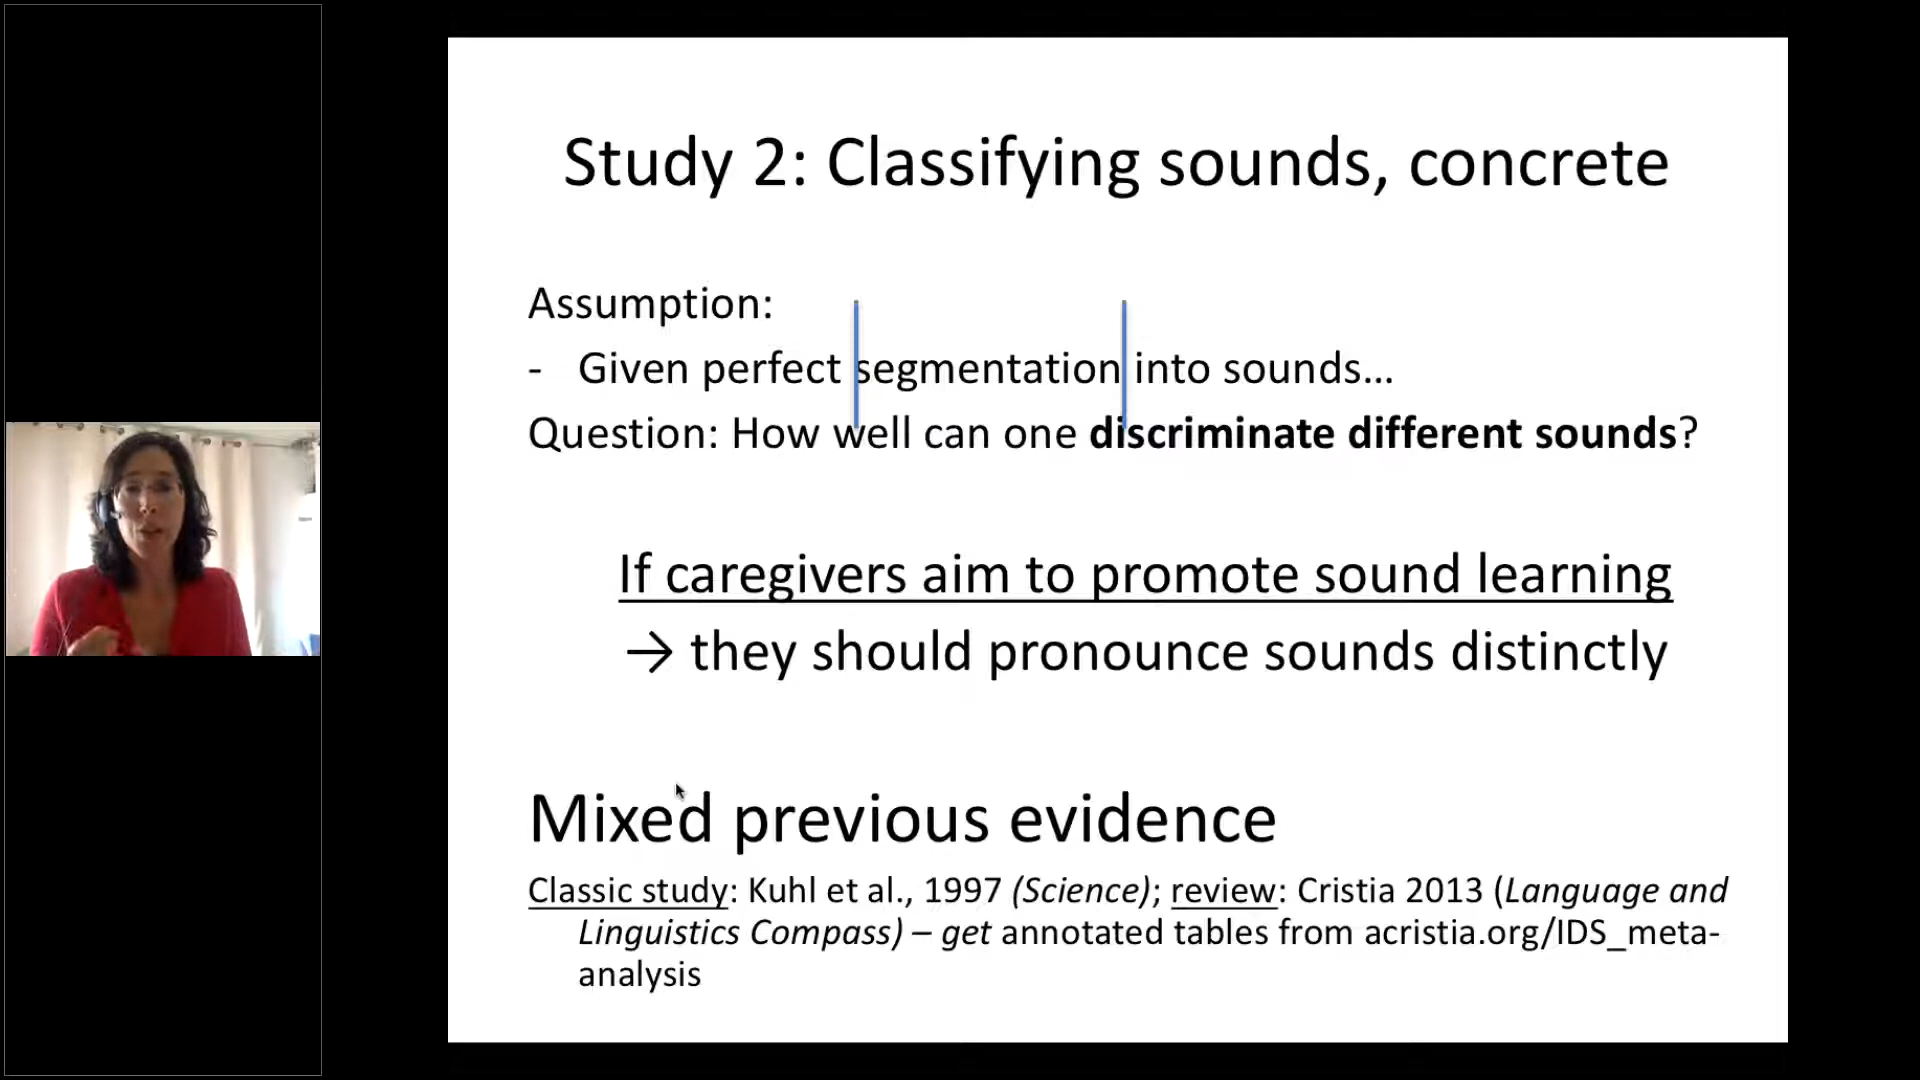 Study 2: Classifying sounds, concrete
Assumption:
- Given perfect segmentation into sounds…
Question: How well can one discriminate different sounds?
If caregivers aim to promote sound learning
→ they should pronounce sounds distinctly
Mixed previous evidence
Classic study: Kuhl et al., 1997 (Science); review: Cristia 2013 (Language and
Linguistics Compass) – get annotated tables from acristia.org/IDS_meta-
analysis